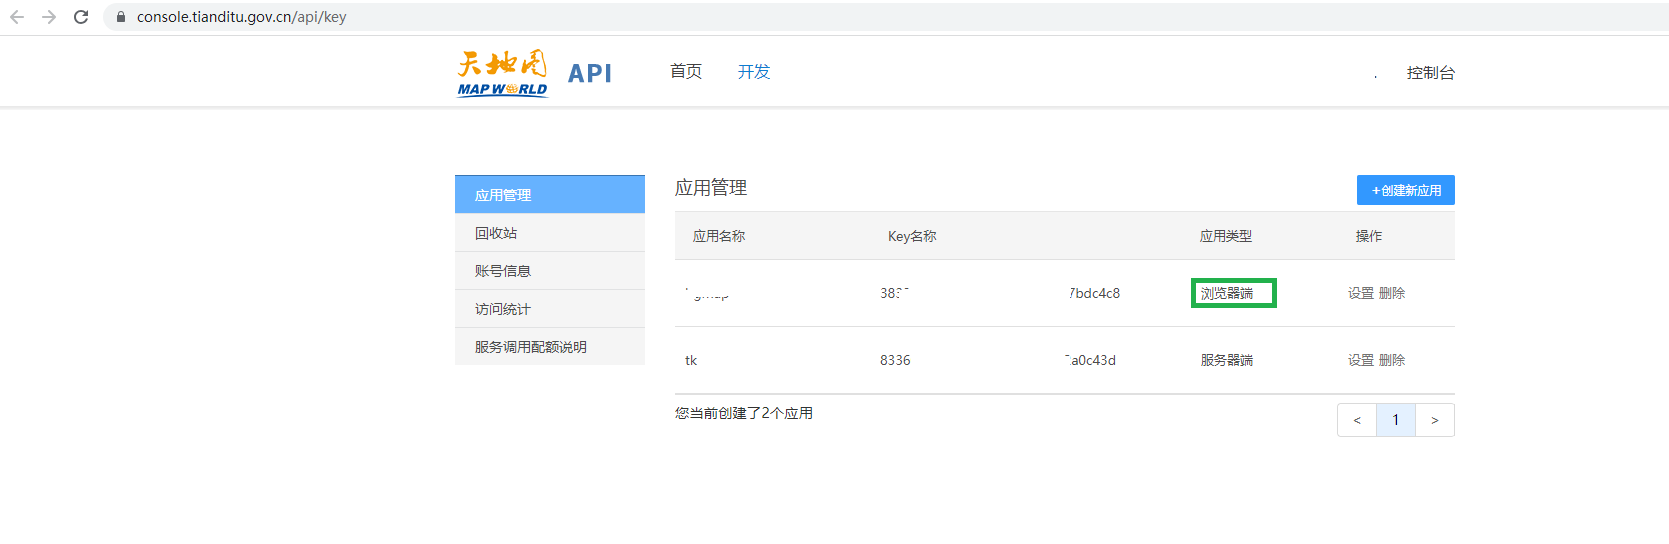 console.tianditu.gov.cn/api/key
天地图
MAP WORLD
API
首页
开发
控制台
应用管理
回收站
账号信息
访问统计
服务调用配额说明
应用管理
+创建新应用
应用名称 Key名称 应用类型 操作
7bdc4c8 浏览器端 设置 删除
tk 8336 a0c43d 服务器端 设置 删除
您当前创建了2个应用
< 1 >